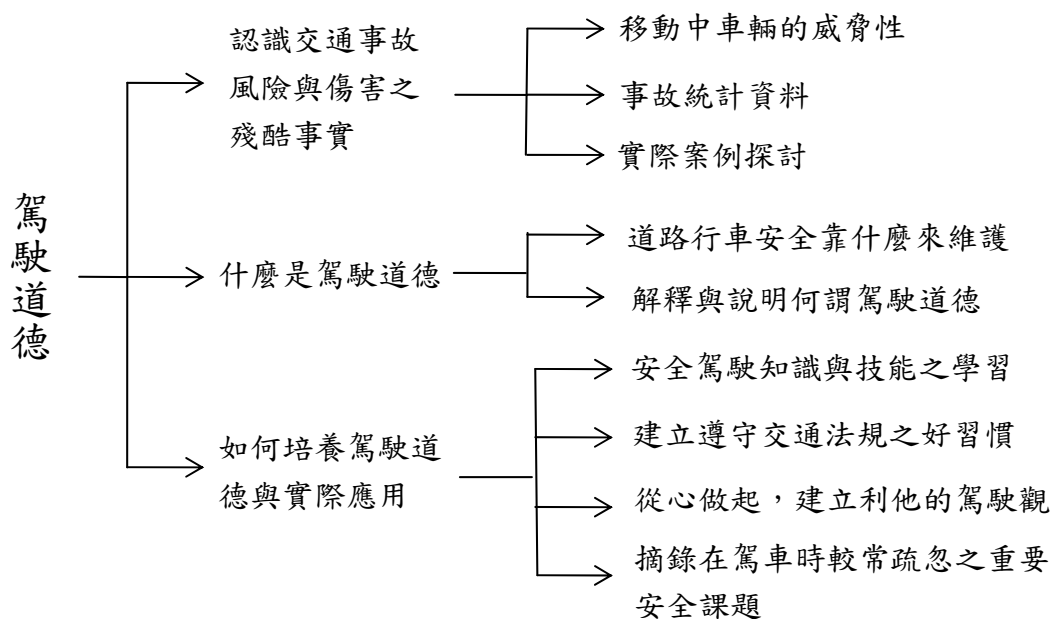 駕駛道德
認識交通事故
風險與傷害之
殘酷事實
移動中車輛的威脅性
事故統計資料
實際案例探討
什麼是駕駛道德
道路行車安全靠什麼來維護
解釋與說明何謂駕駛道德
如何培養駕駛道
德與實際應用
安全駕駛知識與技能之學習
建立遵守交通法規之好習慣
從心做起，建立利他的駕駛觀
摘錄在駕車時較常疏忽之重要
安全課題